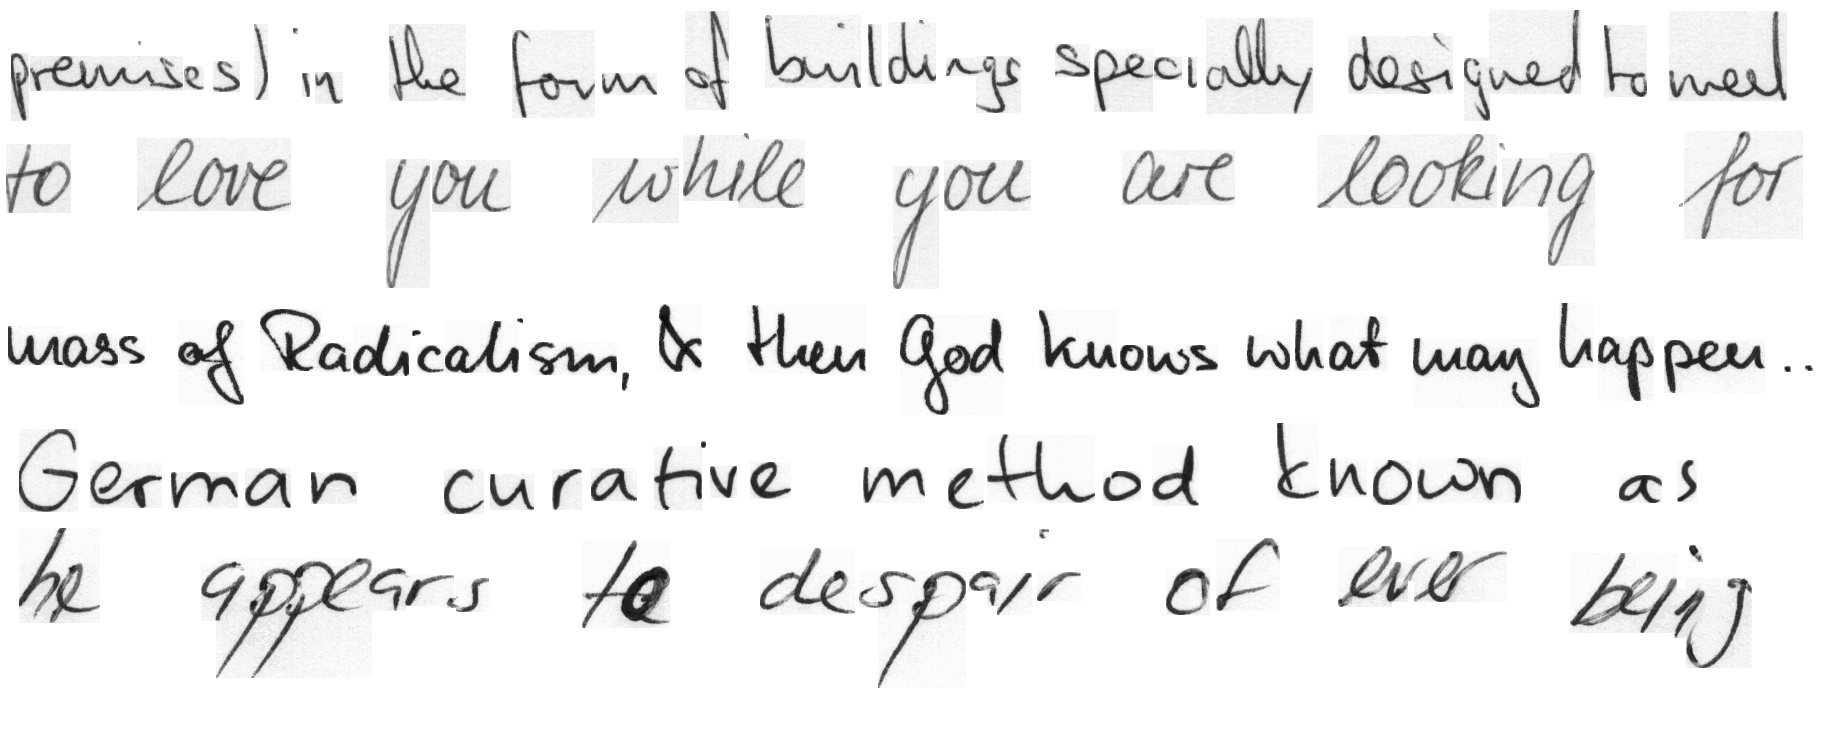 premises) in the form of buildings specially designed to meet
to love you while you are looking for
mass of Radicalism, & then God knows what may happen..
German curative method known as
he appears to despair of ever being